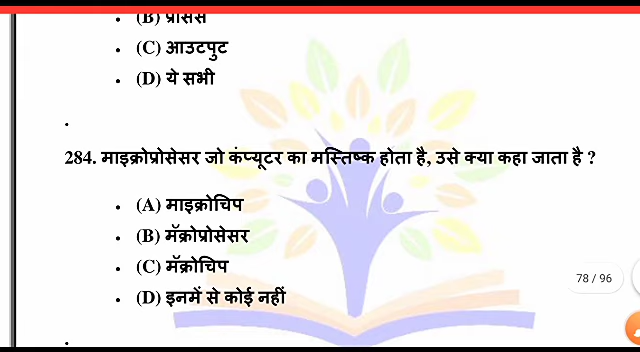 (B) प्रोसेस
(C) आउटपुट
(D) ये सभी
284. माइक्रोप्रोसेसर जो कंप्यूटर का मस्तिष्क होता है, उसे क्या कहा जाता है ?
(A) माइक्रोचिप
(B) मॅक्रोप्रोसेसर
(C) मॅक्रोचिप
(D) इनमें से कोई नहीं
78 / 96